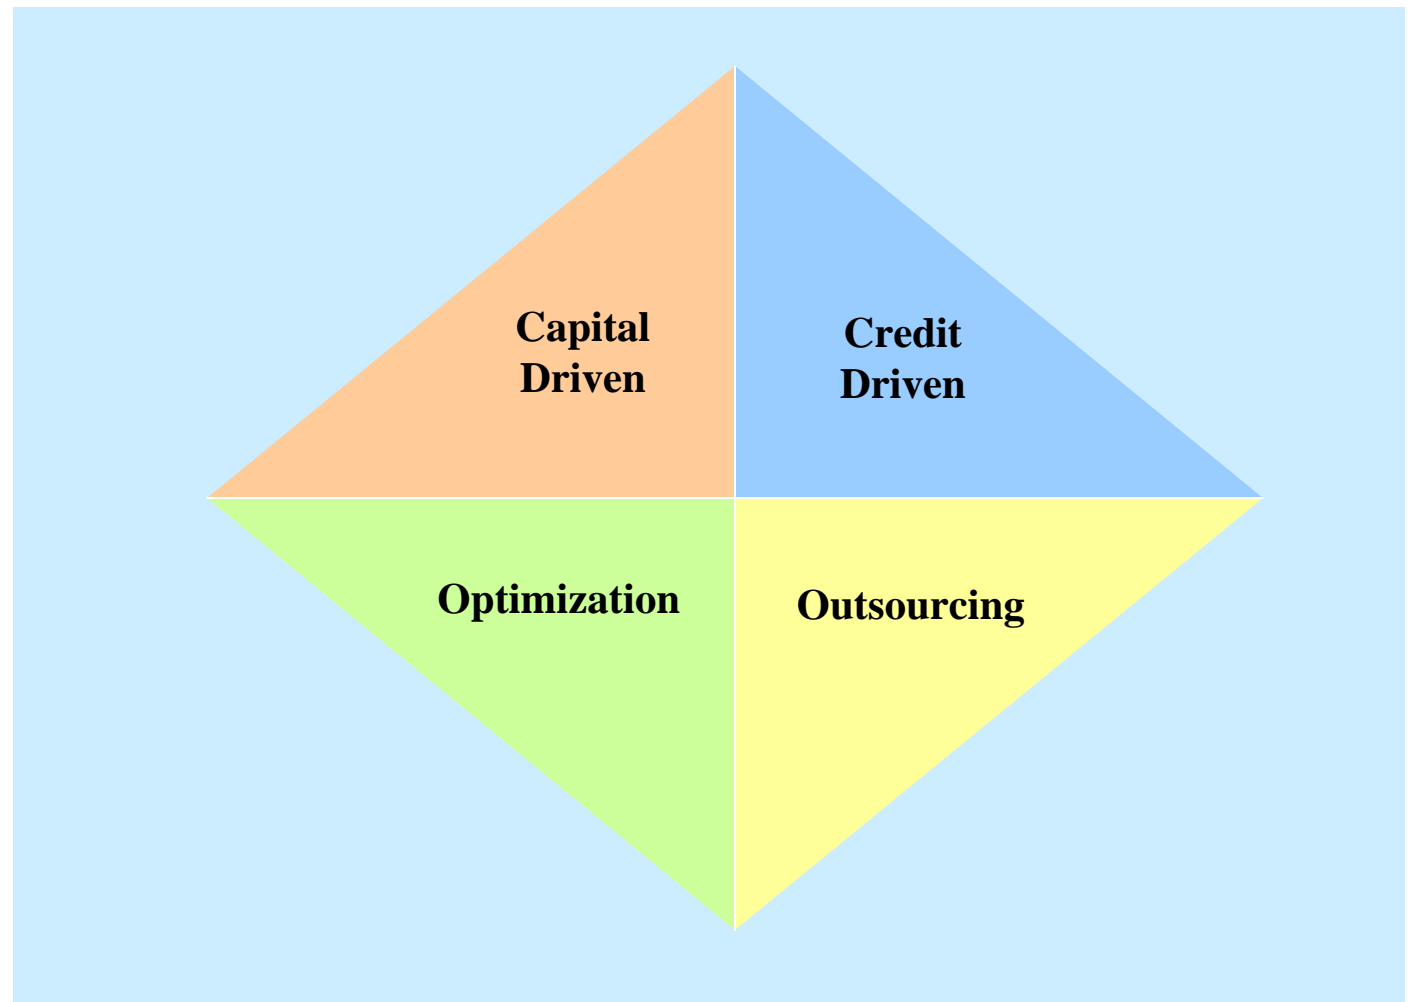 Capital
Driven
Credit
Driven
Optimization
Outsourcing